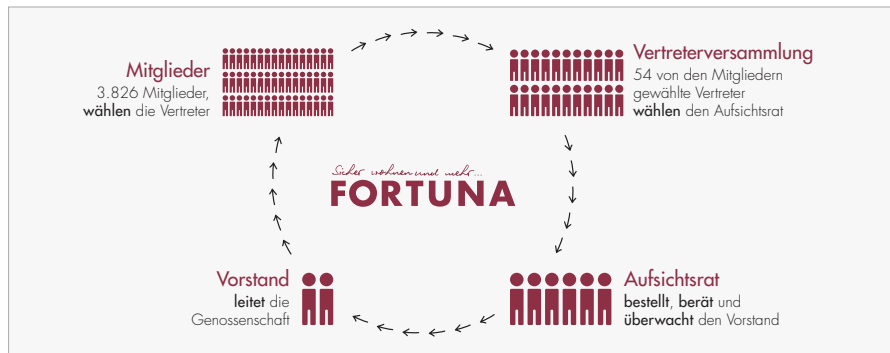 Mitglieder
3.826 Mitglieder,
wählen die Vertreter
Vertreterversammlung
54 von den Mitgliedern
gewählte Vertreter
wählen den Aufsichtsrat
Sicher wohnen und mehr...
FORTUNA
Vorstand
leitet die
Genossenschaft
Aufsichtsrat
bestellt, berät und
überwacht den Vorstand